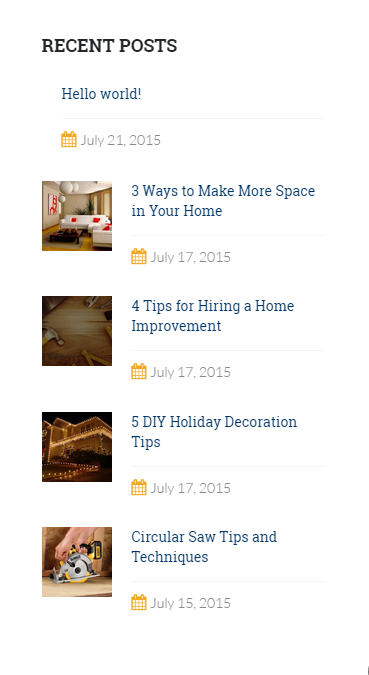 RECENT POSTS
Hello world!
July 21, 2015
3 Ways to Make More Space
in Your Home
July 17, 2015
4 Tips for Hiring a Home
Improvement
July 17, 2015
5 DIY Holiday Decoration
Tips
July 17, 2015
Circular Saw Tips and
Techniques
July 15, 2015